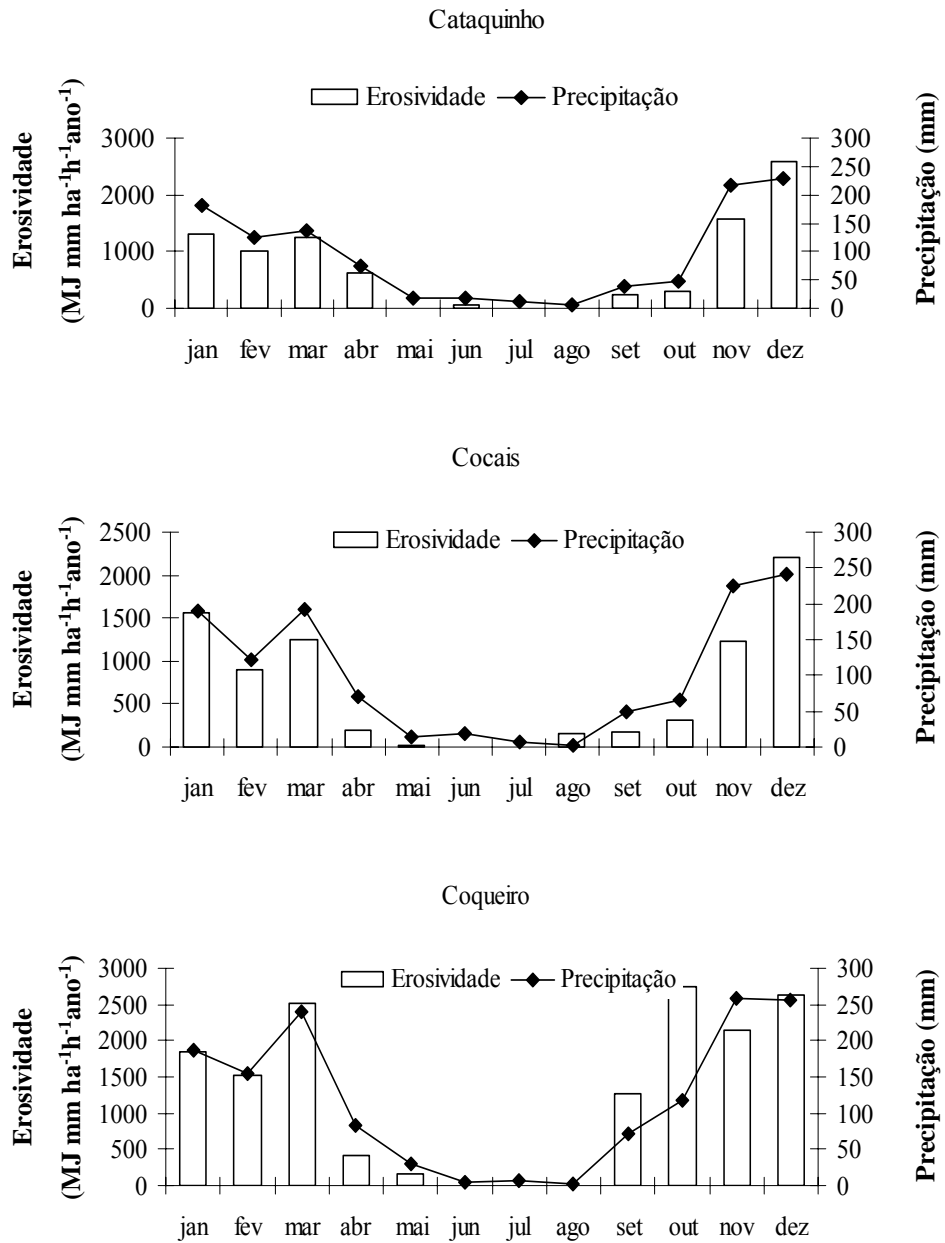 Cataquinho
Erosividade Precipitação
Erosividade
(MJ mm ha⁻¹h⁻¹ano⁻¹)
3000
2000
1000
0
300
250
200
150
100
50
0
Precipitação (mm)
jan fev mar abr mai jun jul ago set out nov dez
Cocais
Erosividade Precipitação
Erosividade
(MJ mm ha⁻¹h⁻¹ano⁻¹)
2500
2000
1500
1000
500
0
300
250
200
150
100
50
0
Precipitação (mm)
jan fev mar abr mai jun jul ago set out nov dez
Coqueiro
Erosividade Precipitação
Erosividade
(MJ mm ha⁻¹h⁻¹ano⁻¹)
3000
2500
2000
1500
1000
500
0
300
250
200
150
100
50
0
Precipitação (mm)
jan fev mar abr mai jun jul ago set out nov dez